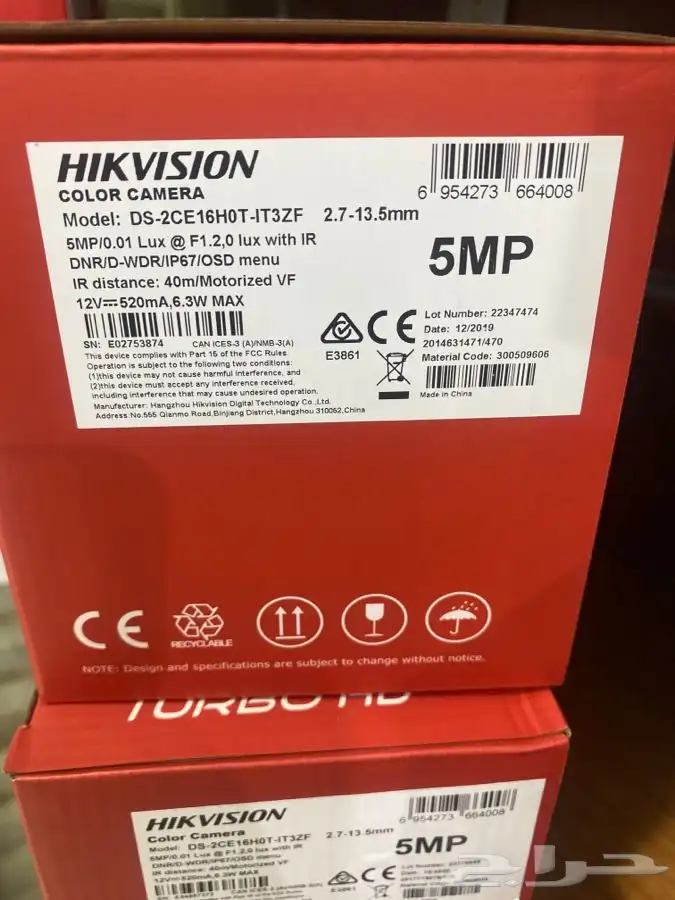 HIKVISION
COLOR CAMERA
Model: DS-2CE16H0T-IT3ZF 2.7-13.5mm
5MP/0.01 Lux @ F1.2,0 lux with IR
DNR/D-WDR/IP67/OSD menu
IR distance: 40m/Motorized VF
12V⎓520mA,6.3W MAX
SN: E02753874 CAN ICES-3 (A)/NMB-3(A)
This device complies with Part 15 of the FCC Rules.
Operation is subject to the following two conditions:
(1)this device may not cause harmful interference, and
(2)this device must accept any interference received,
including interference that may cause undesired operation.
Manufacturer: Hangzhou Hikvision Digital Technology Co.,Ltd.
Address:No.555 Qianmo Road,Binjiang District,Hangzhou 310052,China
6 954273 664008
5MP
CE
E3861
Lot Number: 22347474
Date: 12/2019
2014631471/470
Material Code: 300509606
Made in China
CE
RECYCLABLE
NOTE: Design and specifications are subject to change without notice.
TURBO HD
HIKVISION
Color Camera
Model: DS-2CE16H0T-IT3ZF 2.7-13.5mm
5MP/0.01 Lux @ F1.2,0 lux with IR
DNR/D-WDR/IP67/OSD menu
IR distance: 40m/Motorized VF
12V⎓520mA,6.3W MAX
6 954273 664008
5MP
CE
E3861
Lot Number:
حراج